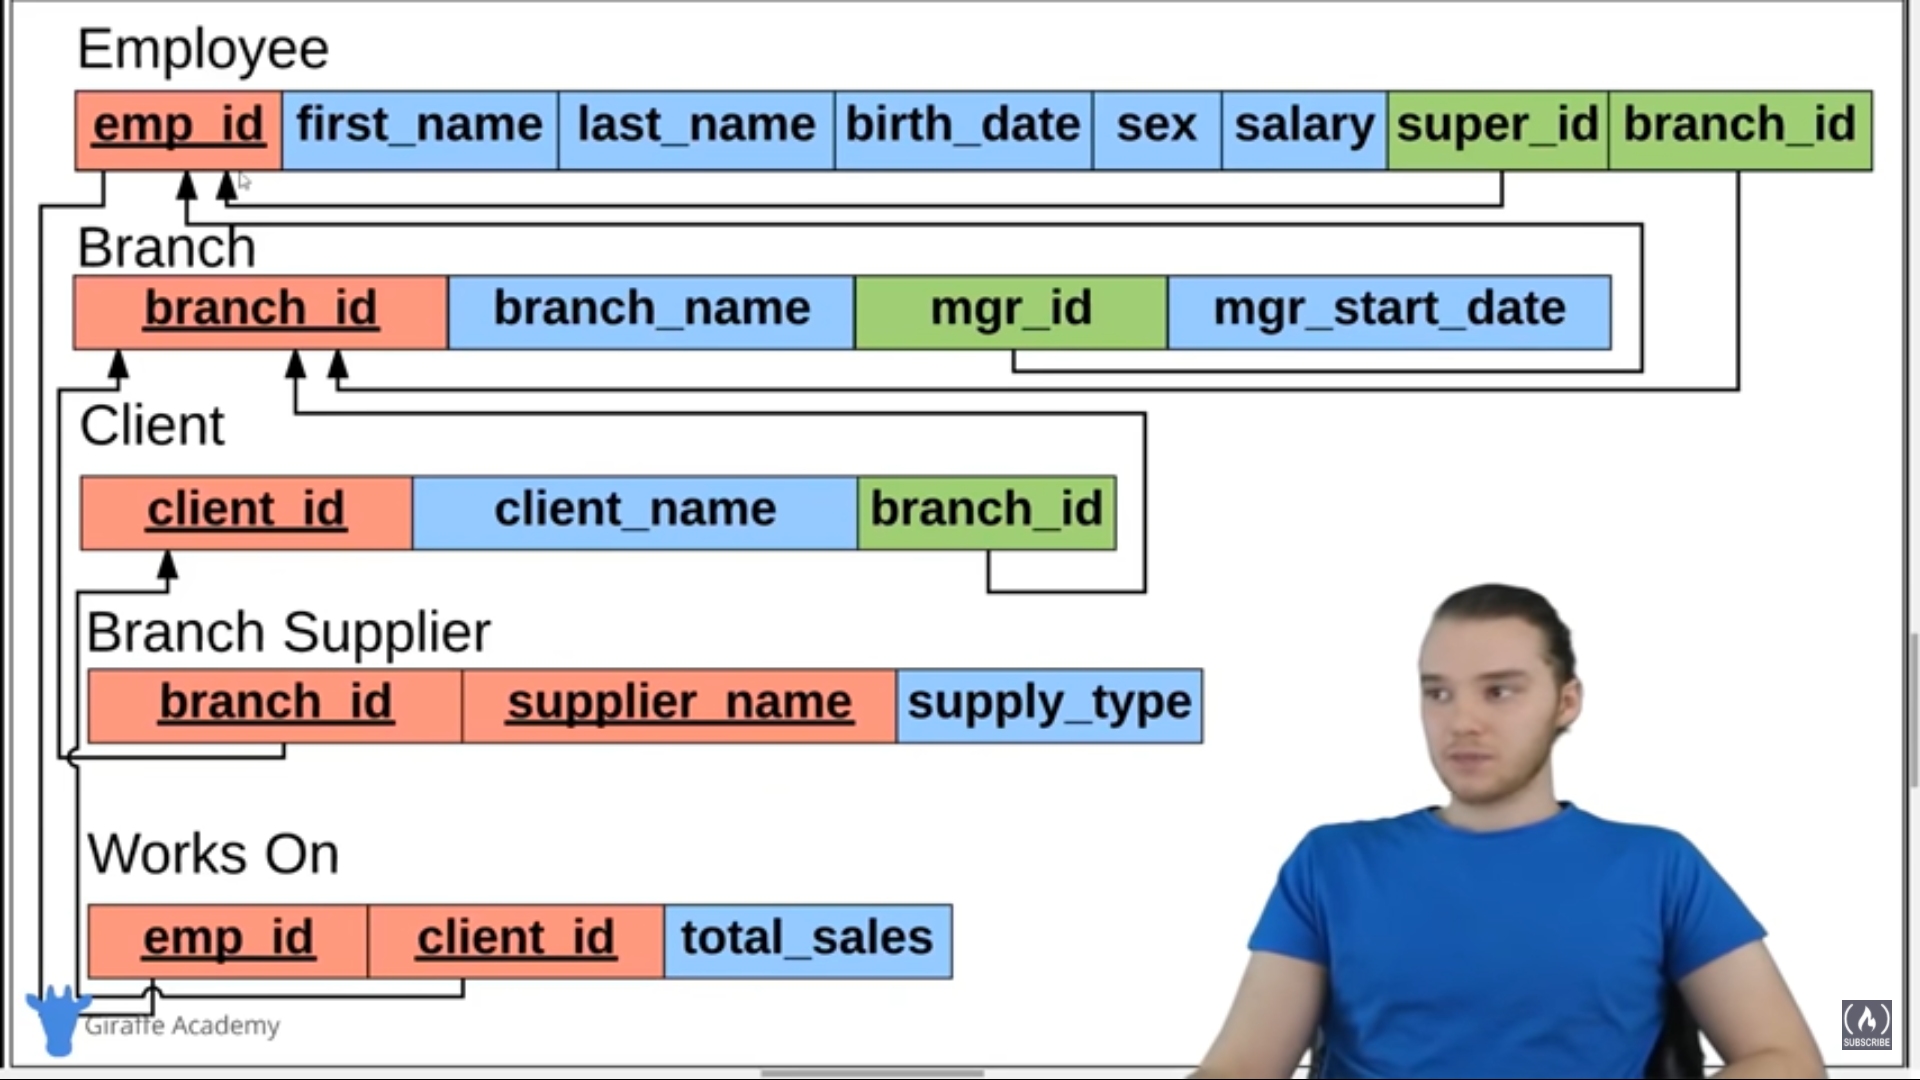 Employee
emp_id first_name last_name birth_date sex salary super_id branch_id
Branch
branch_id branch_name mgr_id mgr_start_date
Client
client_id client_name branch_id
Branch Supplier
branch_id supplier_name supply_type
Works On
emp_id client_id total_sales
Giraffe Academy
SUBSCRIBE